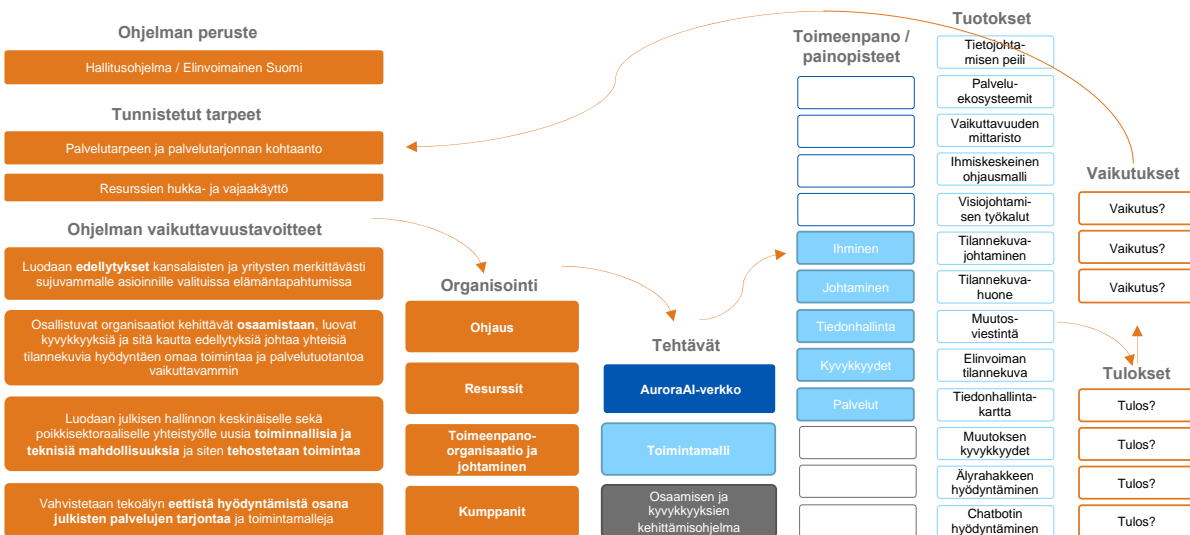 Ohjelman peruste
Hallitusohjelma / Elinvoimainen Suomi
Tunnistetut tarpeet
Palvelutarpeen ja palvelutarjonnan kohtaanto
Resurssien hukka- ja vajaakäyttö
Ohjelman vaikuttavuustavoitteet
Luodaan edellytykset kansalaisten ja yritysten merkittävästi
sujuvammalle asioinnille valituissa elämäntapahtumissa
Osallistuvat organisaatiot kehittävät osaamistaan, luovat
kyvykkyyksiä ja sitä kautta edellytyksiä johtaa yhteisiä
tilannekuvia hyödyntäen omaa toimintaa ja palvelutuotantoa
vaikuttavammin
Luodaan julkisen hallinnon keskinäiselle sekä
poikkisektoraaliselle yhteistyölle uusia toiminnallisia ja
teknisiä mahdollisuuksia ja siten tehostetaan toimintaa
Vahvistetaan tekoälyn eettistä hyödyntämistä osana
julkisten palvelujen tarjontaa ja toimintamalleja
Organisointi
Ohjaus
Resurssit
Toimeenpano-
organisaatio ja
johtaminen
Kumppanit
Tehtävät
AuroraAI-verkko
Toimintamalli
Osaamisen ja
kyvykkyyksien
kehittämisohjelma
Toimeenpano /
painopisteet
Ihminen
Johtaminen
Tiedonhallinta
Kyvykkyydet
Palvelut
Tuotokset
Tietojohta-
misen peili
Palvelu-
ekosysteemit
Vaikuttavuuden
mittaristo
Ihmiskeskeinen
ohjausmalli
Visiojohtami-
sen työkalut
Tilannekuva-
johtaminen
Tilannekuva-
huone
Muutos-
viestintä
Elinvoiman
tilannekuva
Tiedonhallinta-
kartta
Muutoksen
kyvykkyydet
Älyrahakkeen
hyödyntäminen
Chatbotin
hyödyntäminen
Vaikutukset
Vaikutus?
Vaikutus?
Vaikutus?
Tulokset
Tulos?
Tulos?
Tulos?
Tulos?